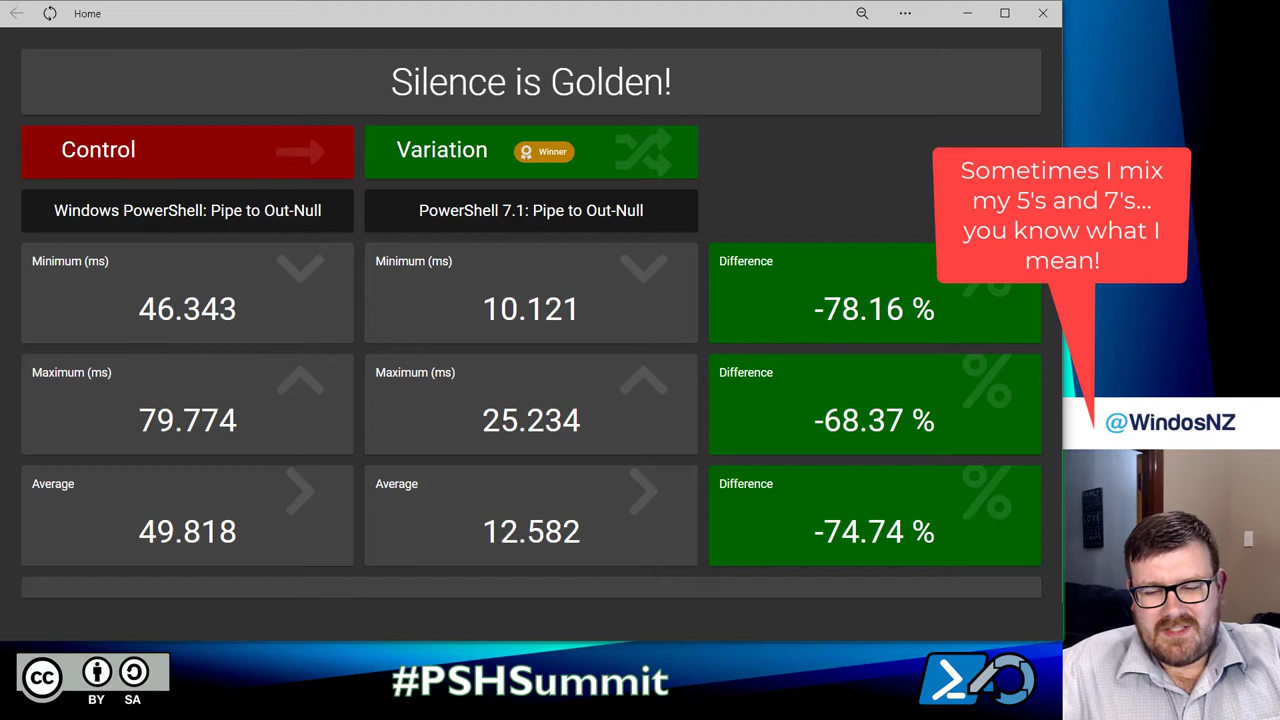 Home
Silence is Golden!
Control
Variation
Winner
Windows PowerShell: Pipe to Out-Null
PowerShell 7.1: Pipe to Out-Null
Minimum (ms)
46.343
Minimum (ms)
10.121
Difference
-78.16 %
Maximum (ms)
79.774
Maximum (ms)
25.234
Difference
-68.37 %
Average
49.818
Average
12.582
Difference
-74.74 %
Sometimes I mix
my 5's and 7's...
you know what I
mean!
@WindosNZ
CC
BY
SA
#PSHSummit